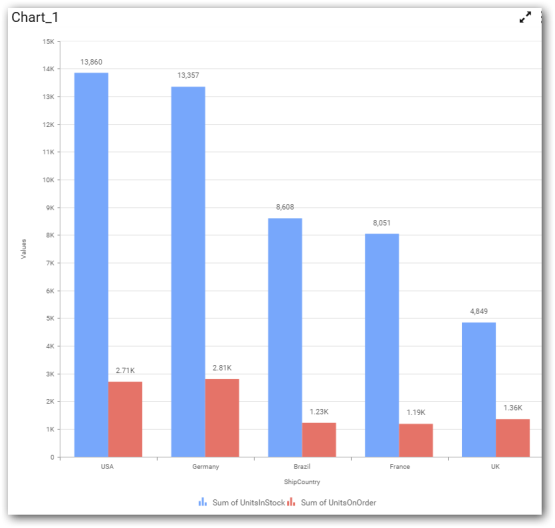 Chart_1
15K
14K
13K
12K
11K
10K
9K
8K
7K
6K
5K
4K
3K
2K
1K
0
Values
13,860
2.71K
13,357
2.81K
8,608
1.23K
8,051
1.19K
4,849
1.36K
USA Germany Brazil France UK
ShipCountry
Sum of UnitsInStock Sum of UnitsOnOrder